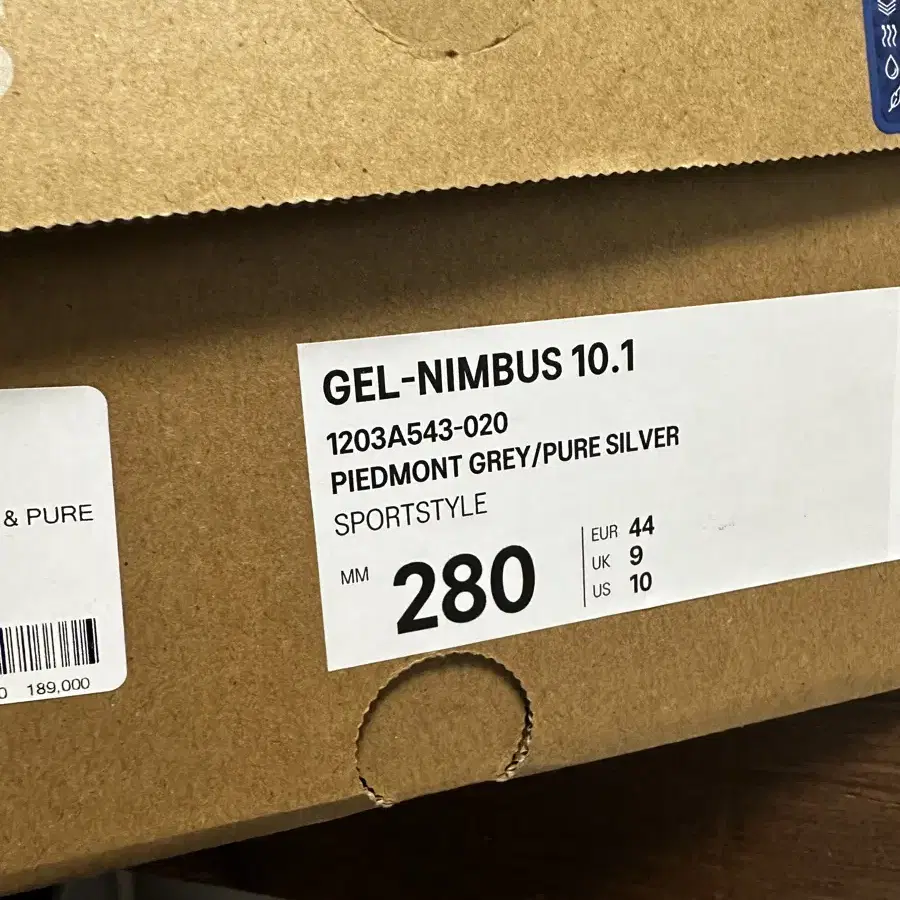 GEL-NIMBUS 10.1
1203A543-020
PIEDMONT GREY/PURE SILVER
SPORTSTYLE
MM 280
EUR 44
UK 9
US 10
& PURE
0 189,000